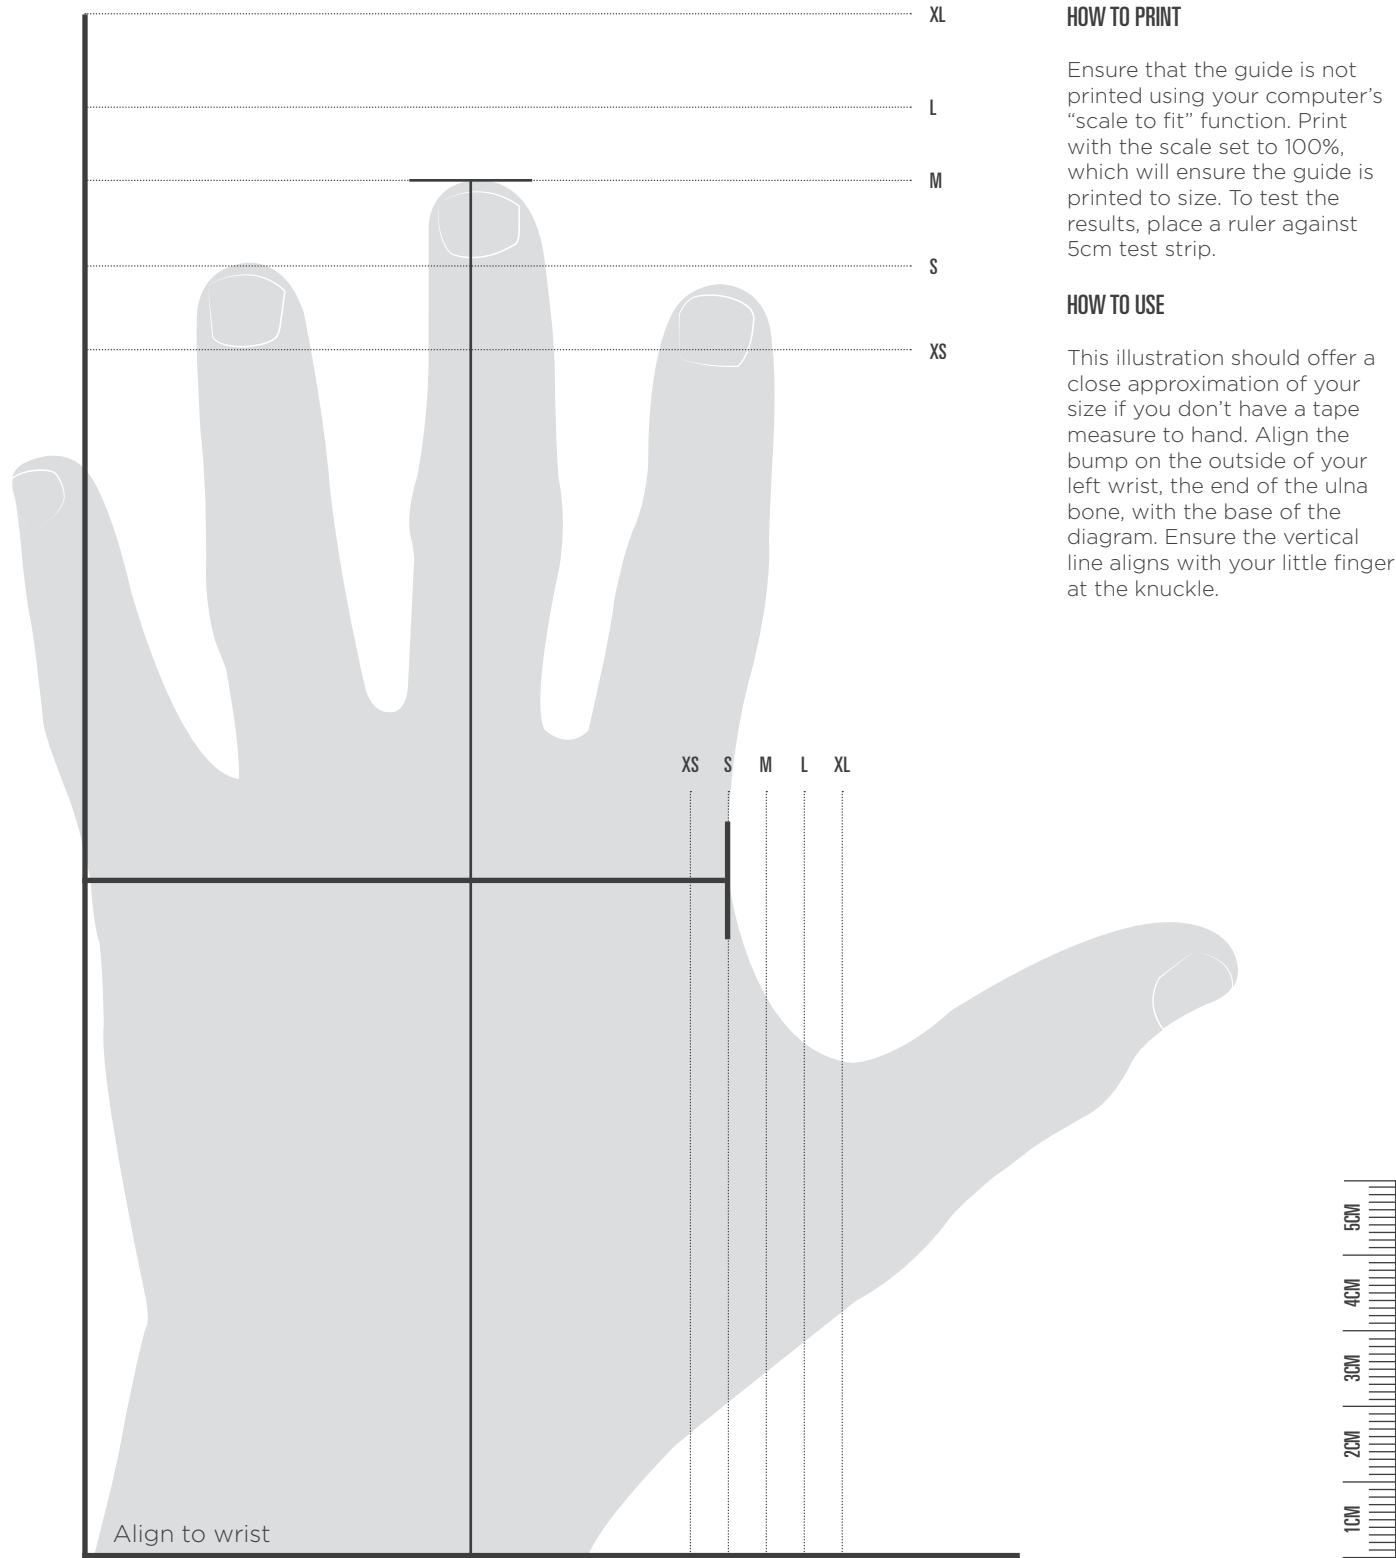 XL
L
M
S
XS
XS S M L XL
Align to wrist
HOW TO PRINT
Ensure that the guide is not
printed using your computer’s
“scale to fit” function. Print
with the scale set to 100%,
which will ensure the guide is
printed to size. To test the
results, place a ruler against
5cm test strip.
HOW TO USE
This illustration should offer a
close approximation of your
size if you don’t have a tape
measure to hand. Align the
bump on the outside of your
left wrist, the end of the ulna
bone, with the base of the
diagram. Ensure the vertical
line aligns with your little finger
at the knuckle.
5CM
4CM
3CM
2CM
1CM